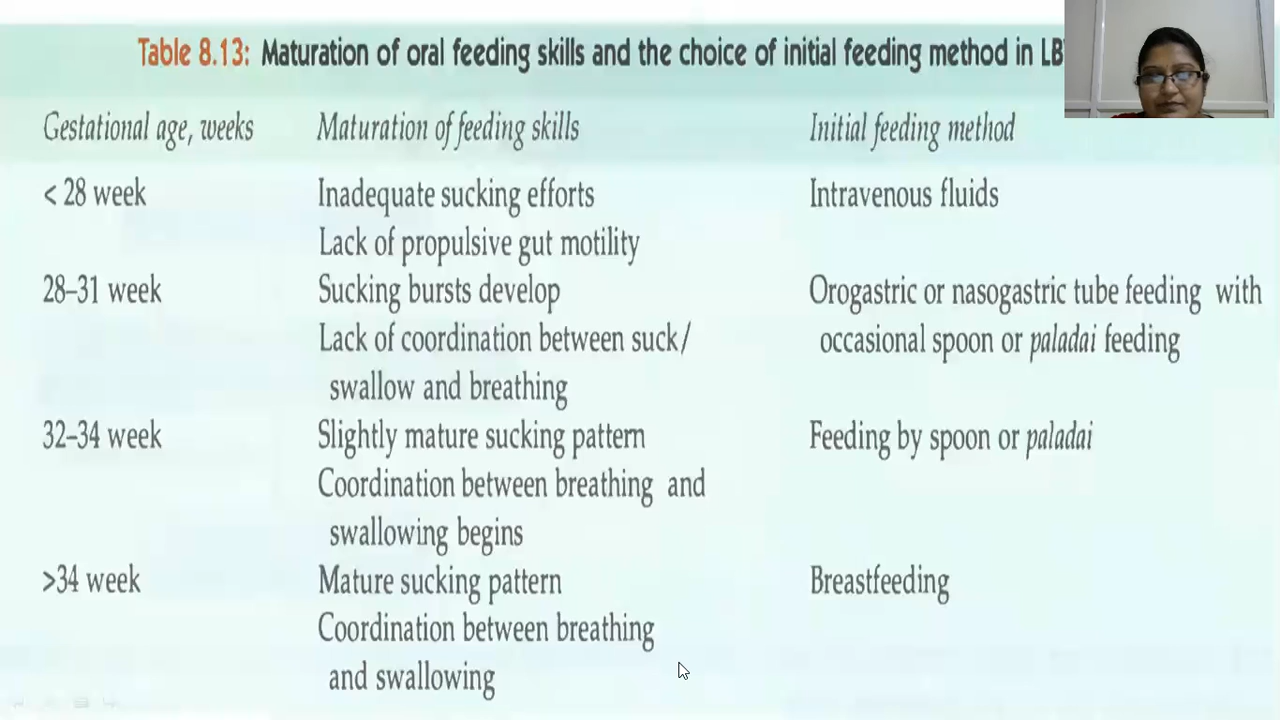 Table 8.13: Maturation of oral feeding skills and the choice of initial feeding method in
Gestational age, weeks Maturation of feeding skills Initial feeding method
< 28 week Inadequate sucking efforts Intravenous fluids
Lack of propulsive gut motility
28–31 week Sucking bursts develop Orogastric or nasogastric tube feeding with
Lack of coordination between suck/ occasional spoon or paladai feeding
swallow and breathing
32–34 week Slightly mature sucking pattern Feeding by spoon or paladai
Coordination between breathing and
swallowing begins
>34 week Mature sucking pattern Breastfeeding
Coordination between breathing
and swallowing